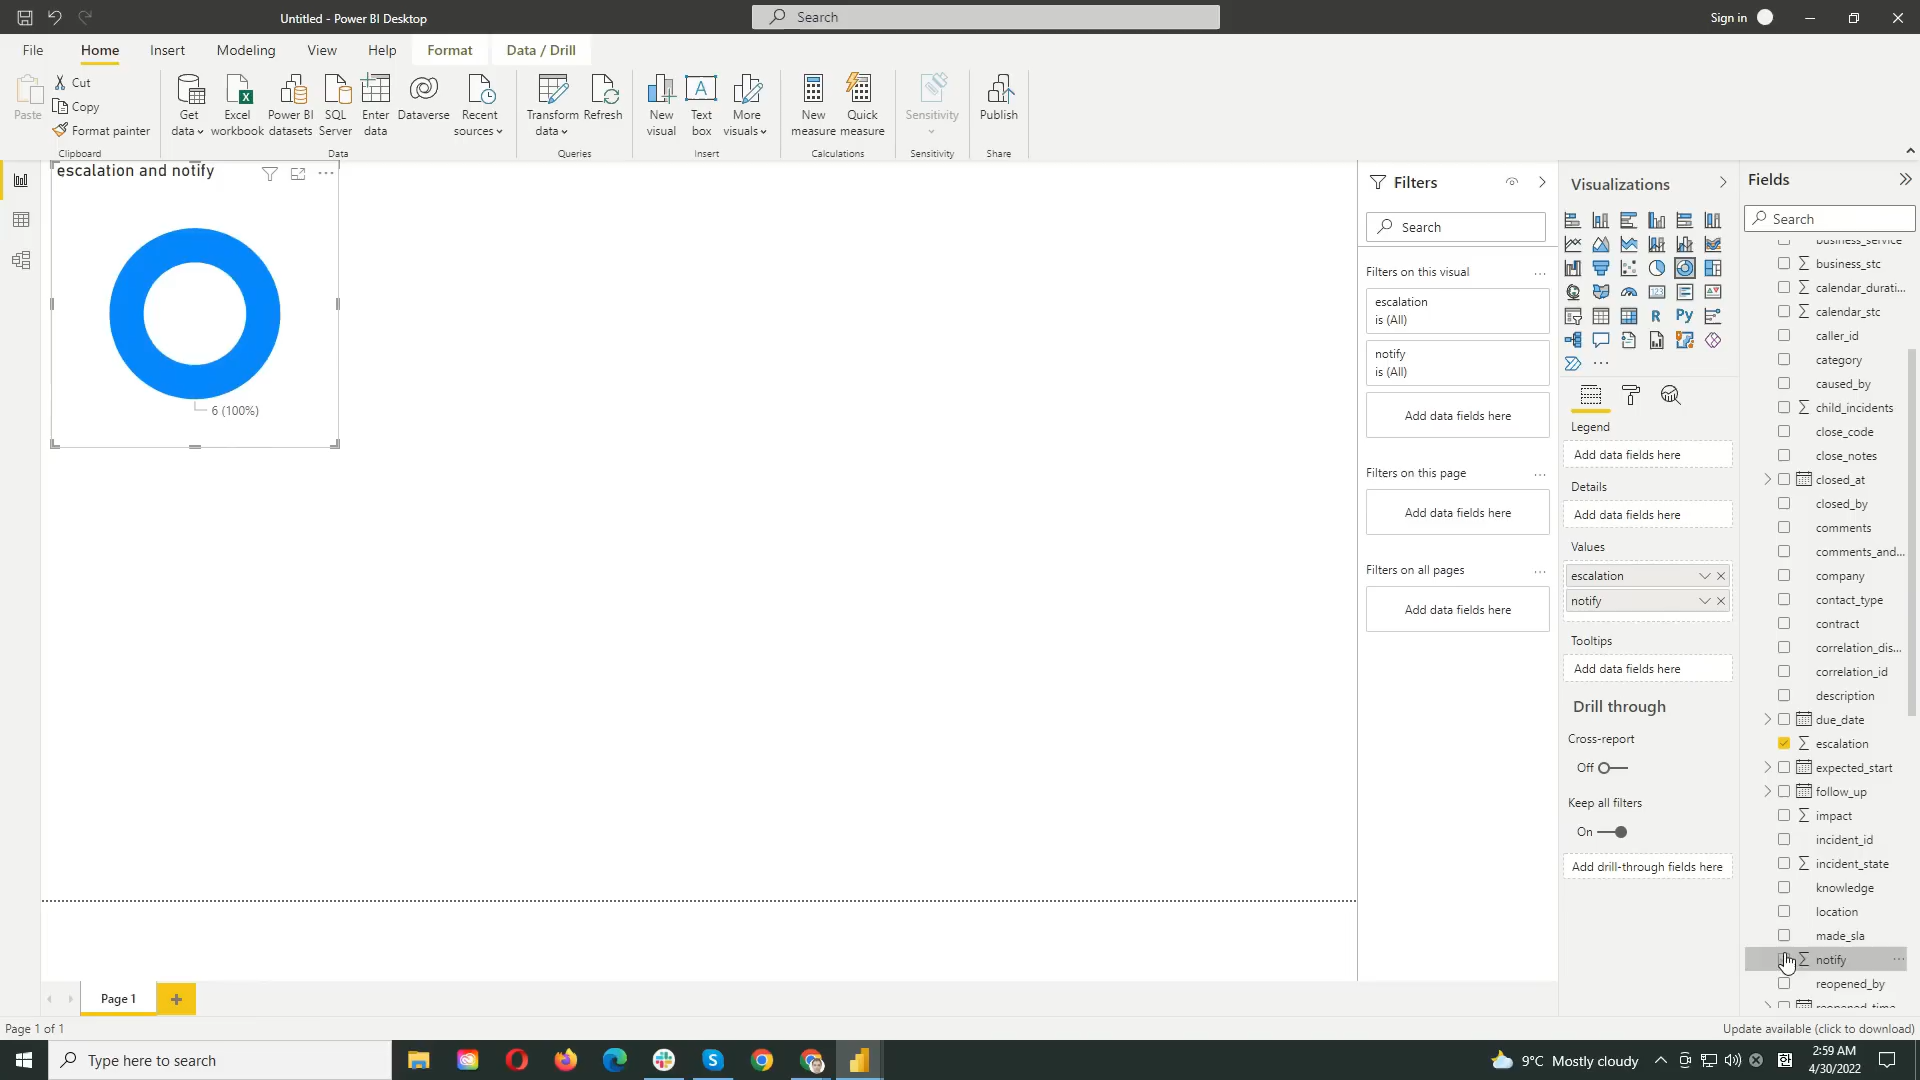 Untitled - Power BI Desktop
Search
Sign in
File
Home
Insert
Modeling
View
Help
Format
Data / Drill
Paste
Cut
Copy
Format painter
Clipboard
Get data
Excel workbook
Power BI datasets
SQL Server
Enter data
Dataverse
Recent sources
Data
Transform data
Refresh
Queries
New visual
Text box
More visuals
Insert
New measure
Quick measure
Calculations
Sensitivity
Sensitivity
Publish
Share
escalation and notify
6 (100%)
Filters
Search
Filters on this visual
escalation
is (All)
notify
is (All)
Add data fields here
Filters on this page
Add data fields here
Filters on all pages
Add data fields here
Visualizations
R
Py
Legend
Add data fields here
Details
Add data fields here
Values
escalation
notify
Tooltips
Add data fields here
Drill through
Cross-report
Off
Keep all filters
On
Add drill-through fields here
Fields
Search
business_service
business_stc
calendar_durati...
calendar_stc
caller_id
category
caused_by
child_incidents
close_code
close_notes
closed_at
closed_by
comments
comments_and...
company
contact_type
contract
correlation_dis...
correlation_id
description
due_date
escalation
expected_start
follow_up
impact
incident_id
incident_state
knowledge
location
made_sla
notify
reopened_by
reopened_time
Page 1
Page 1 of 1
Update available (click to download)
Type here to search
9°C Mostly cloudy
2:59 AM
4/30/2022